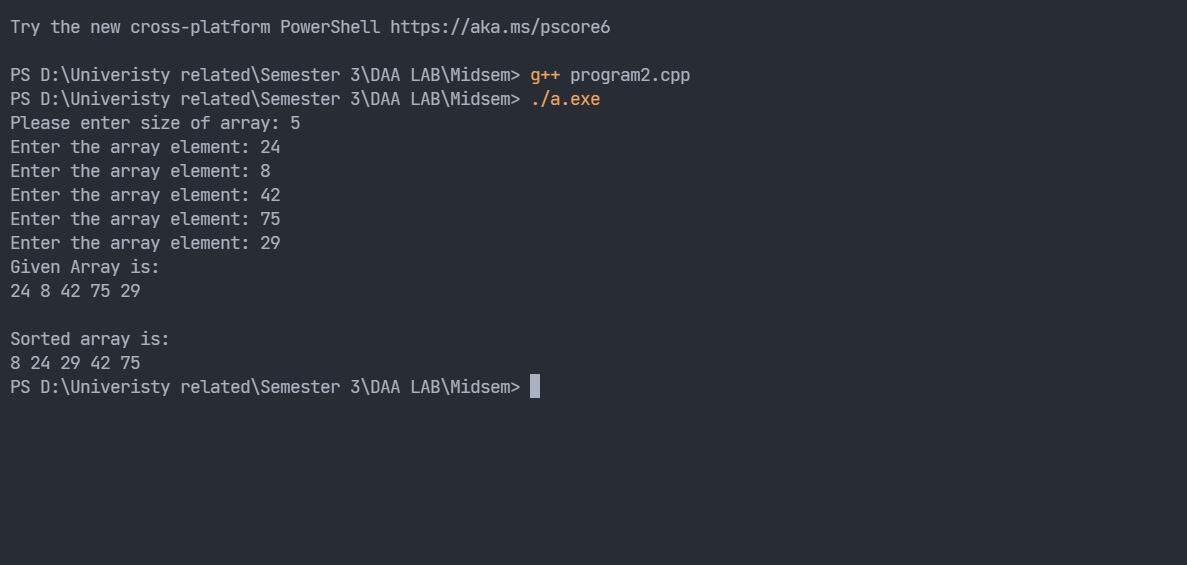 Try the new cross-platform PowerShell https://aka.ms/pscore6
PS D:\Univeristy related\Semester 3\DAA LAB\Midsem> g++ program2.cpp
PS D:\Univeristy related\Semester 3\DAA LAB\Midsem> ./a.exe
Please enter size of array: 5
Enter the array element: 24
Enter the array element: 8
Enter the array element: 42
Enter the array element: 75
Enter the array element: 29
Given Array is:
24 8 42 75 29
Sorted array is:
8 24 29 42 75
PS D:\Univeristy related\Semester 3\DAA LAB\Midsem>